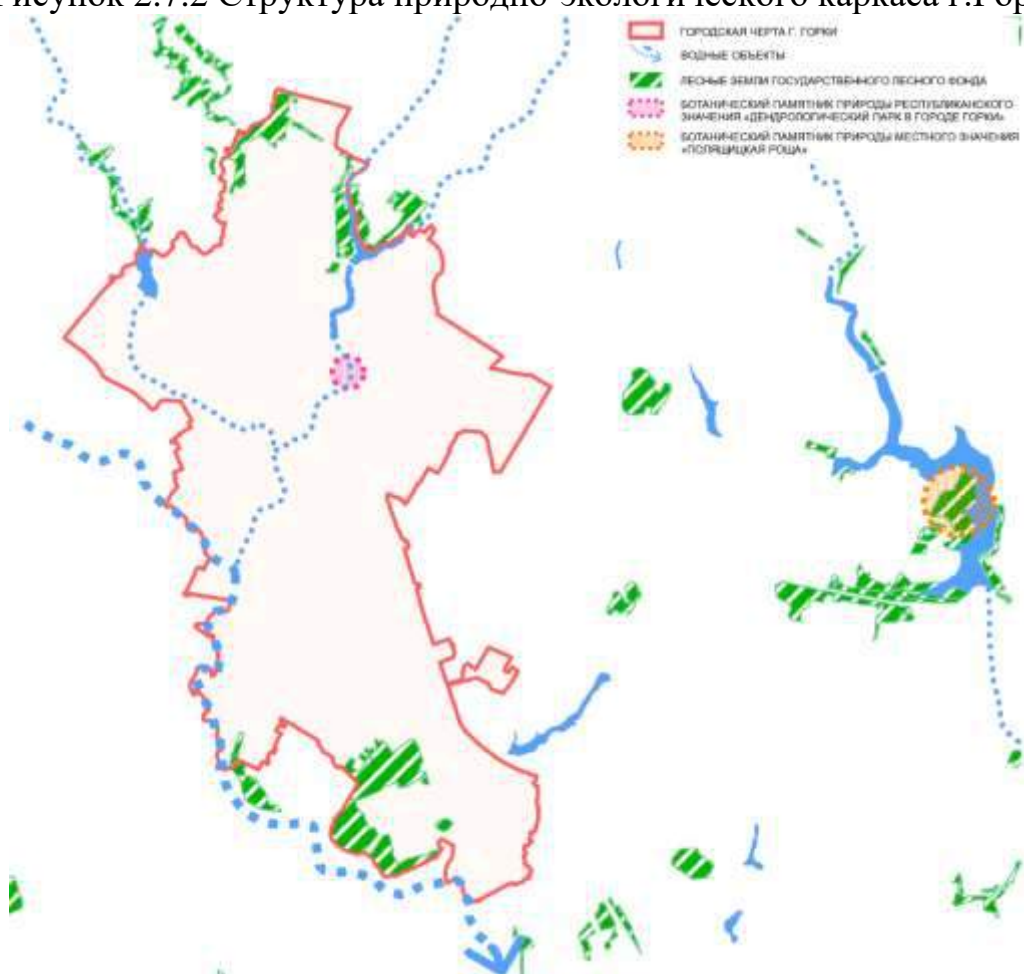 Рисунок 2.7.2 Структура природно-экологического каркаса г.Гор
ГОРОДСКАЯ ЧЕРТА Г. ГОРКИ
ВОДНЫЕ ОБЪЕКТЫ
ЛЕСНЫЕ ЗЕМЛИ ГОСУДАРСТВЕННОГО ЛЕСНОГО ФОНДА
БОТАНИЧЕСКИЙ ПАМЯТНИК ПРИРОДЫ РЕСПУБЛИКАНСКОГО
ЗНАЧЕНИЯ «ДЕНДРОЛОГИЧЕСКИЙ ПАРК В ГОРОДЕ ГОРКИ»
БОТАНИЧЕСКИЙ ПАМЯТНИК ПРИРОДЫ МЕСТНОГО ЗНАЧЕНИЯ
«ПОЛЯЩИЦКАЯ РОЩА»